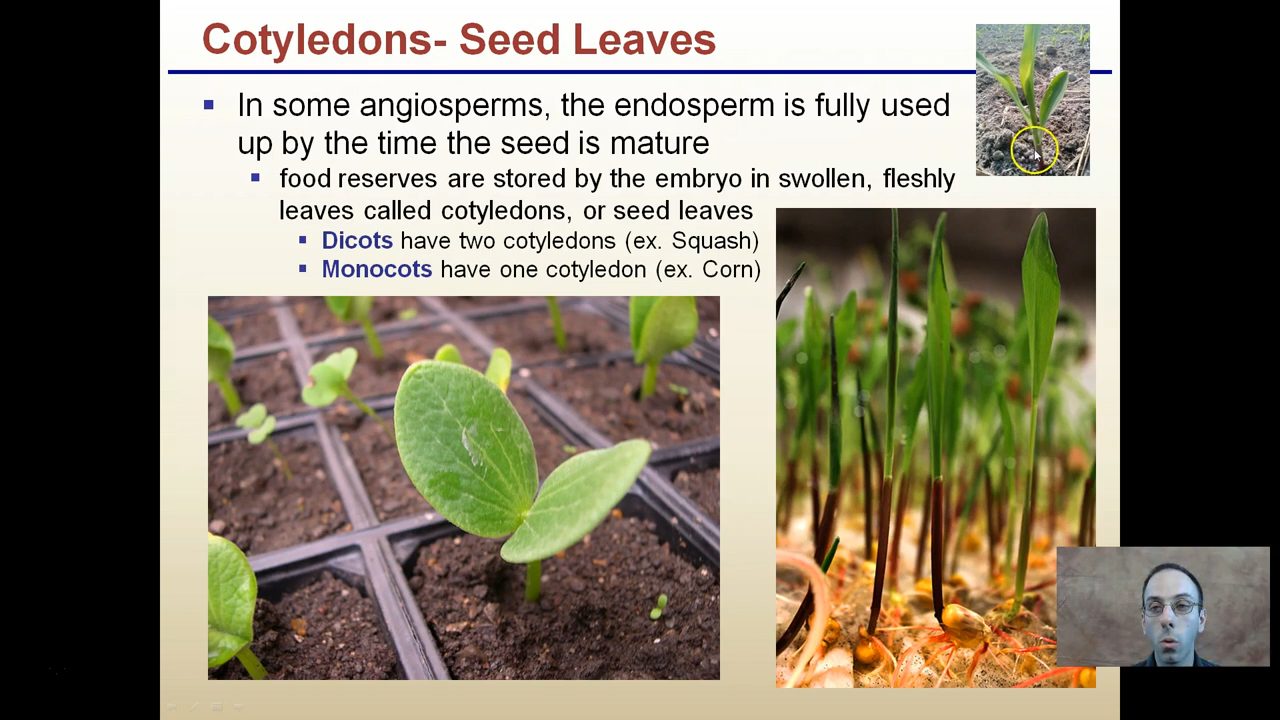 Cotyledons- Seed Leaves
In some angiosperms, the endosperm is fully used
up by the time the seed is mature
food reserves are stored by the embryo in swollen, fleshly
leaves called cotyledons, or seed leaves
Dicots have two cotyledons (ex. Squash)
Monocots have one cotyledon (ex. Corn)